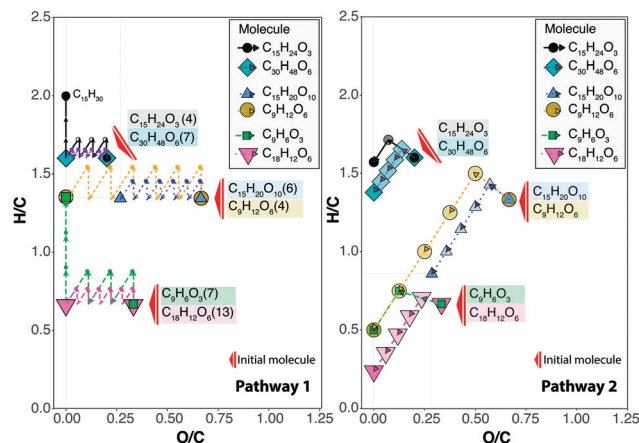 1.5
3.0
2.5
2.0
1.5
1.0
0.5
0.0
H/C
0.00
0.25
0.50
0.75
1.00
1.25
O/C
Molecule
C₁₅H₂₄O₃
C₃₀H₄₈O₆
C₁₅H₂₀O₁₀
C₉H₁₂O₆
C₉H₆O₃
C₁₈H₁₂O₆
C₁₅H₃₀
C₁₅H₂₄O₃(4)
C₃₀H₄₈O₆(7)
C₁₅H₂₀O₁₀(6)
C₉H₁₂O₆(4)
C₉H₆O₃(7)
C₁₈H₁₂O₆(13)
Initial molecule
Pathway 1
2.5
2.0
1.5
1.0
0.5
0.0
H/C
0.00
0.25
0.50
0.75
1.00
1.25
O/C
Molecule
C₁₅H₂₄O₃
C₃₀H₄₈O₆
C₁₅H₂₀O₁₀
C₉H₁₂O₆
C₉H₆O₃
C₁₈H₁₂O₆
C₁₅H₂₄O₃
C₃₀H₄₈O₆
C₁₅H₂₀O₁₀
C₉H₁₂O₆
C₉H₆O₃
C₁₈H₁₂O₆
Initial molecule
Pathway 2